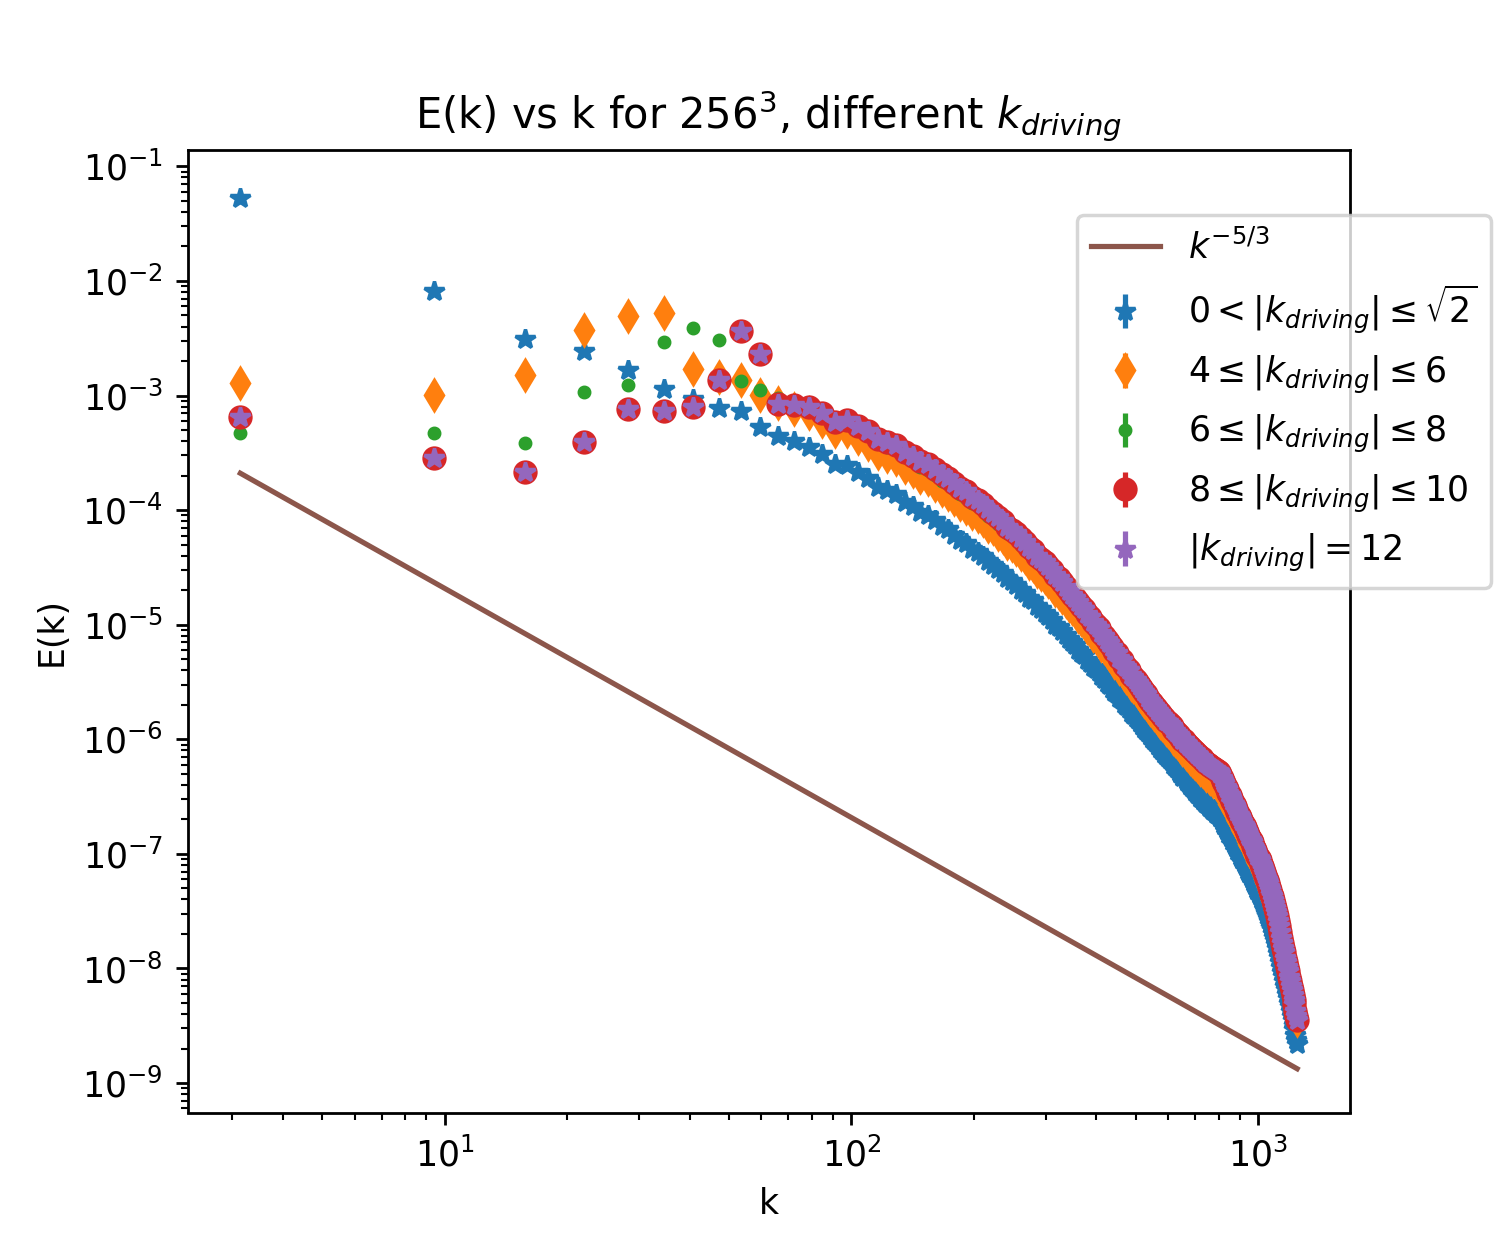 E(k) vs k for 256³, different k_driving
10⁻¹
10⁻²
10⁻³
10⁻⁴
10⁻⁵
10⁻⁶
10⁻⁷
10⁻⁸
10⁻⁹
E(k)
k⁻⁵/³
0 < |k_driving| ≤ √2
4 ≤ |k_driving| ≤ 6
6 ≤ |k_driving| ≤ 8
8 ≤ |k_driving| ≤ 10
|k_driving| = 12
10¹ 10² 10³
k